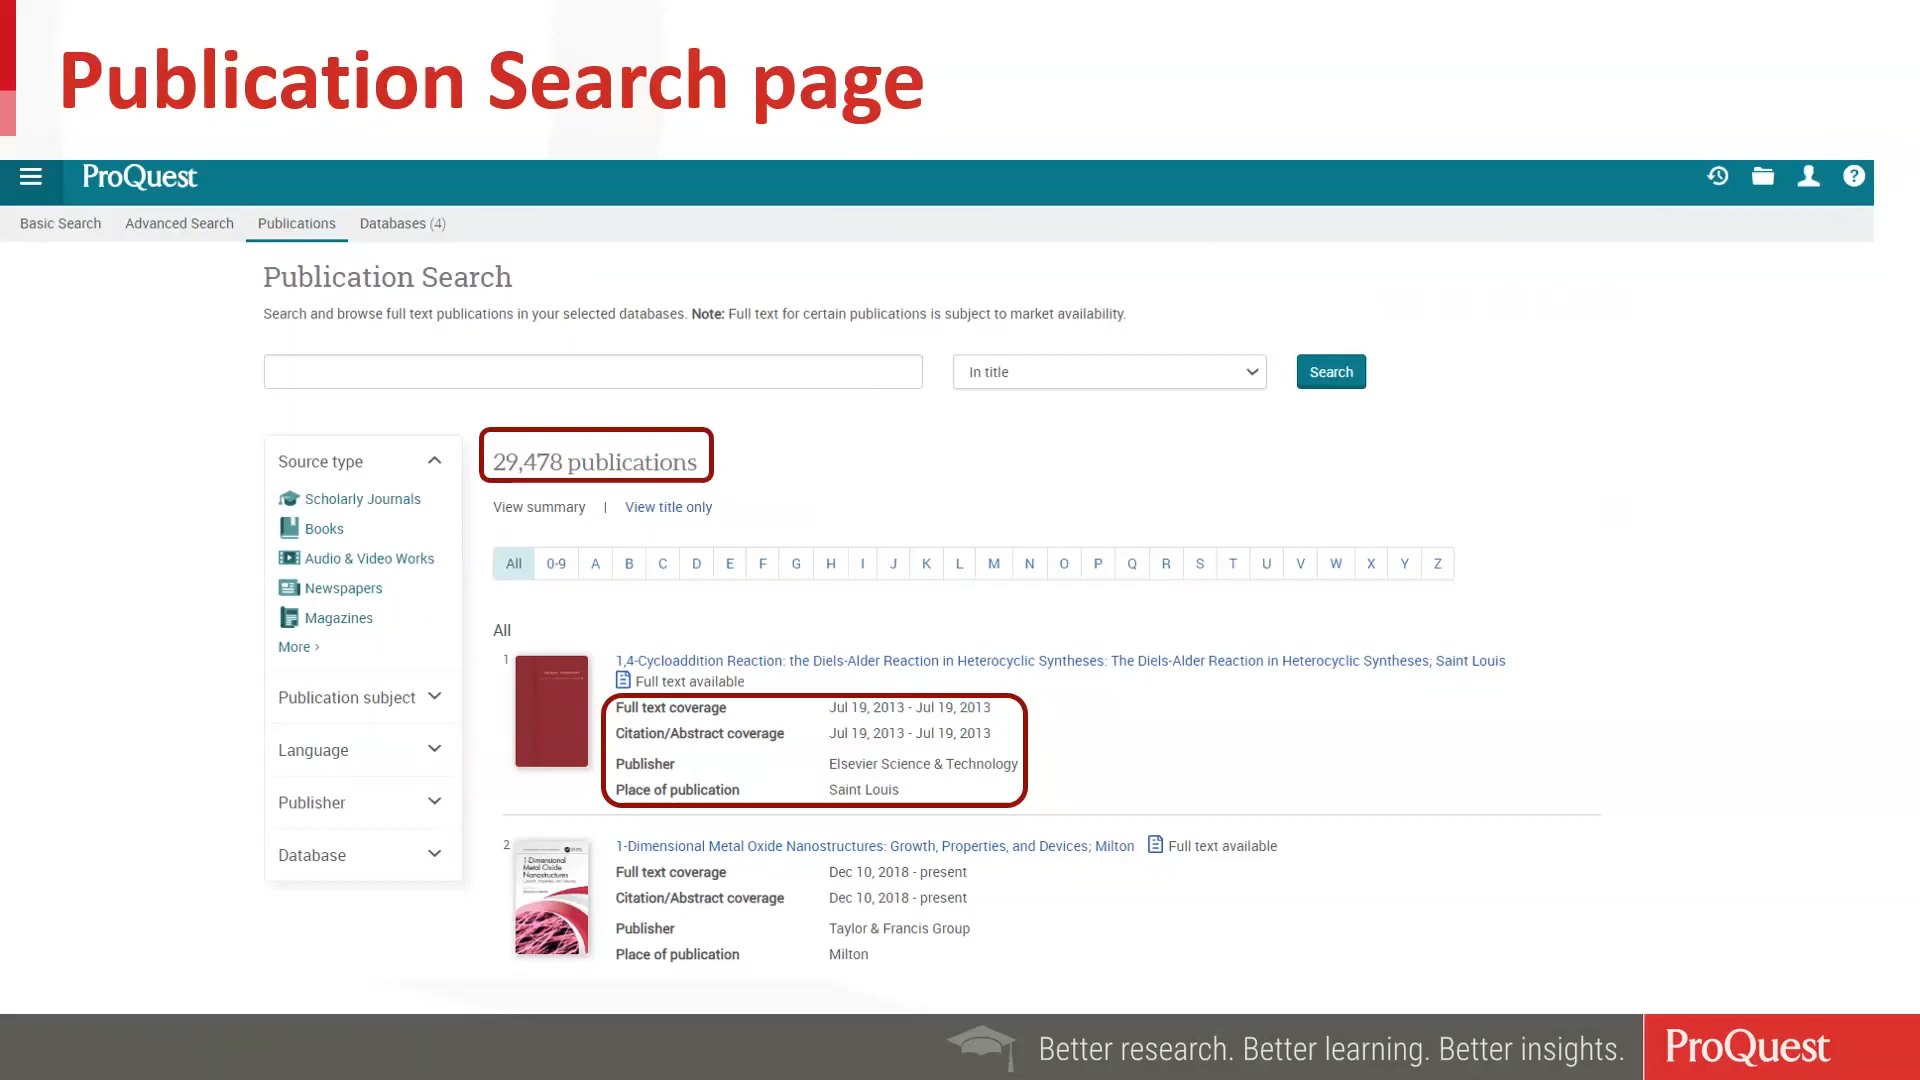 Publication Search page
ProQuest
Basic Search Advanced Search Publications Databases (4)
Publication Search
Search and browse full text publications in your selected databases. Note: Full text for certain publications is subject to market availability.
In title Search
Source type
Scholarly Journals
Books
Audio & Video Works
Newspapers
Magazines
More ›
Publication subject
Language
Publisher
Database
29,478 publications
View summary | View title only
All 0-9 A B C D E F G H I J K L M N O P Q R S T U V W X Y Z
All
1 1,4-Cycloaddition Reaction: the Diels-Alder Reaction in Heterocyclic Syntheses: The Diels-Alder Reaction in Heterocyclic Syntheses; Saint Louis
Full text available
Full text coverage Jul 19, 2013 - Jul 19, 2013
Citation/Abstract coverage Jul 19, 2013 - Jul 19, 2013
Publisher Elsevier Science & Technology
Place of publication Saint Louis
2 1-Dimensional Metal Oxide Nanostructures: Growth, Properties, and Devices; Milton Full text available
1-Dimensional
Metal Oxide
Nanostructures
Full text coverage Dec 10, 2018 - present
Citation/Abstract coverage Dec 10, 2018 - present
Publisher Taylor & Francis Group
Place of publication Milton
Better research. Better learning. Better insights. ProQuest